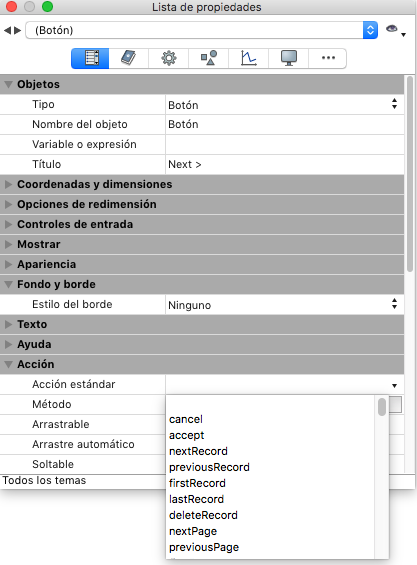 Lista de propiedades
(Botón)
Objetos
Tipo Botón
Nombre del objeto Botón
Variable o expresión
Título Next >
Coordenadas y dimensiones
Opciones de redimensión
Controles de entrada
Mostrar
Apariencia
Fondo y borde
Estilo del borde Ninguno
Texto
Ayuda
Acción
Acción estándar
Método
Arrastrable
Arrastre automático
Soltable
Todos los temas
cancel
accept
nextRecord
previousRecord
firstRecord
lastRecord
deleteRecord
nextPage
previousPage